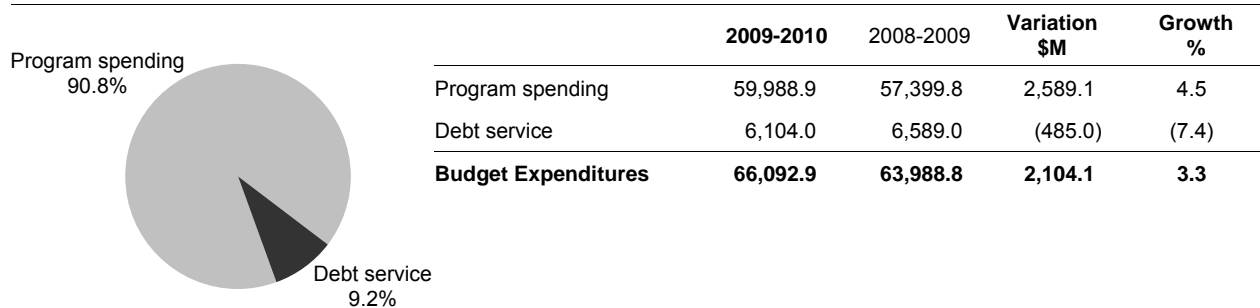 Program spending
90.8%
Debt service
9.2%
2009-2010 2008-2009 Variation $M Growth %
Program spending 59,988.9 57,399.8 2,589.1 4.5
Debt service 6,104.0 6,589.0 (485.0) (7.4)
Budget Expenditures 66,092.9 63,988.8 2,104.1 3.3